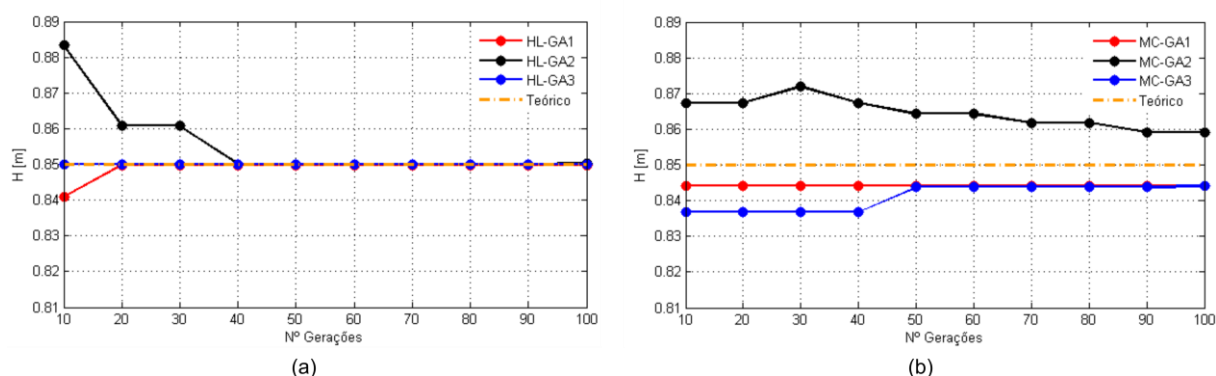 0.89
0.88
0.87
0.86
0.85
0.84
0.83
0.82
0.81
H [m]
HL-GA1
HL-GA2
HL-GA3
Teórico
10 20 30 40 50 60 70 80 90 100
Nº Gerações
(a)
0.89
0.88
0.87
0.86
0.85
0.84
0.83
0.82
0.81
H [m]
MC-GA1
MC-GA2
MC-GA3
Teórico
10 20 30 40 50 60 70 80 90 100
Nº Gerações
(b)